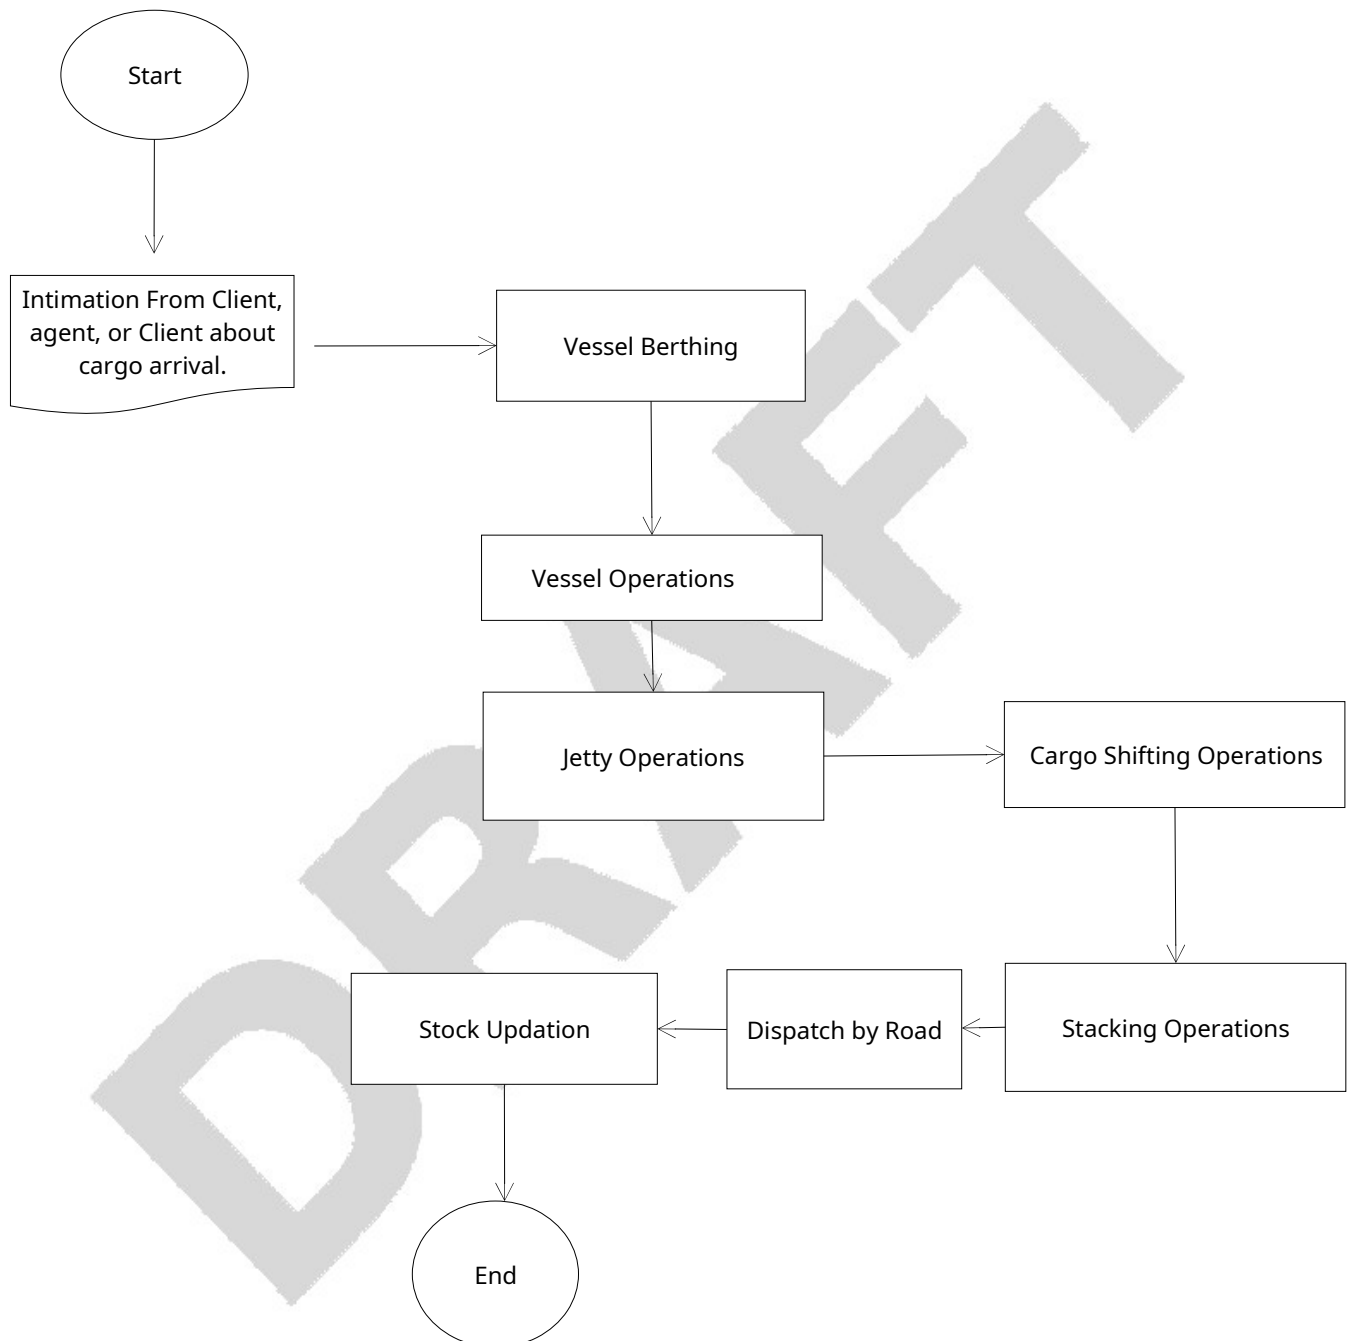 Start
Intimation From Client,
agent, or Client about
cargo arrival.
Vessel Berthing
Vessel Operations
Jetty Operations
Cargo Shifting Operations
Stacking Operations
Dispatch by Road
Stock Updation
End
DRAFT